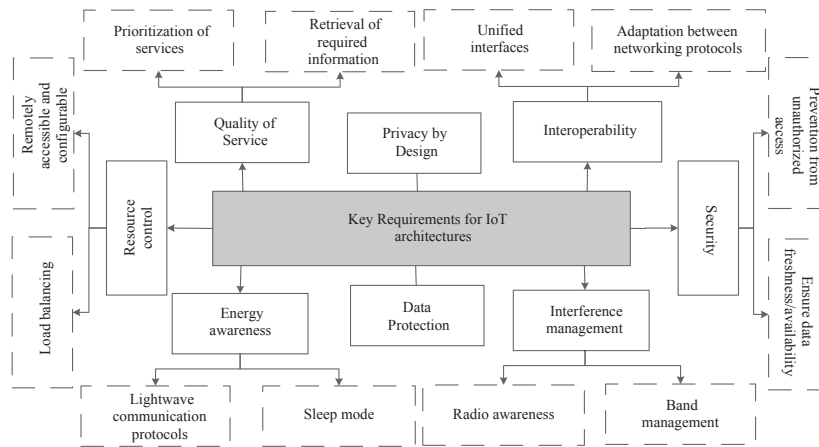 Prioritization of
services
Retrieval of
required
information
Unified
interfaces
Adaptation between
networking protocols
Remotely
accessible and
configurable
Quality of
Service
Privacy by
Design
Interoperability
Prevention from
unauthorized
access
Resource
control
Key Requirements for IoT
architectures
Security
Load balancing
Energy
awareness
Data
Protection
Interference
management
Ensure data
freshness/availability
Lightwave
communication
protocols
Sleep mode
Radio awareness
Band
management